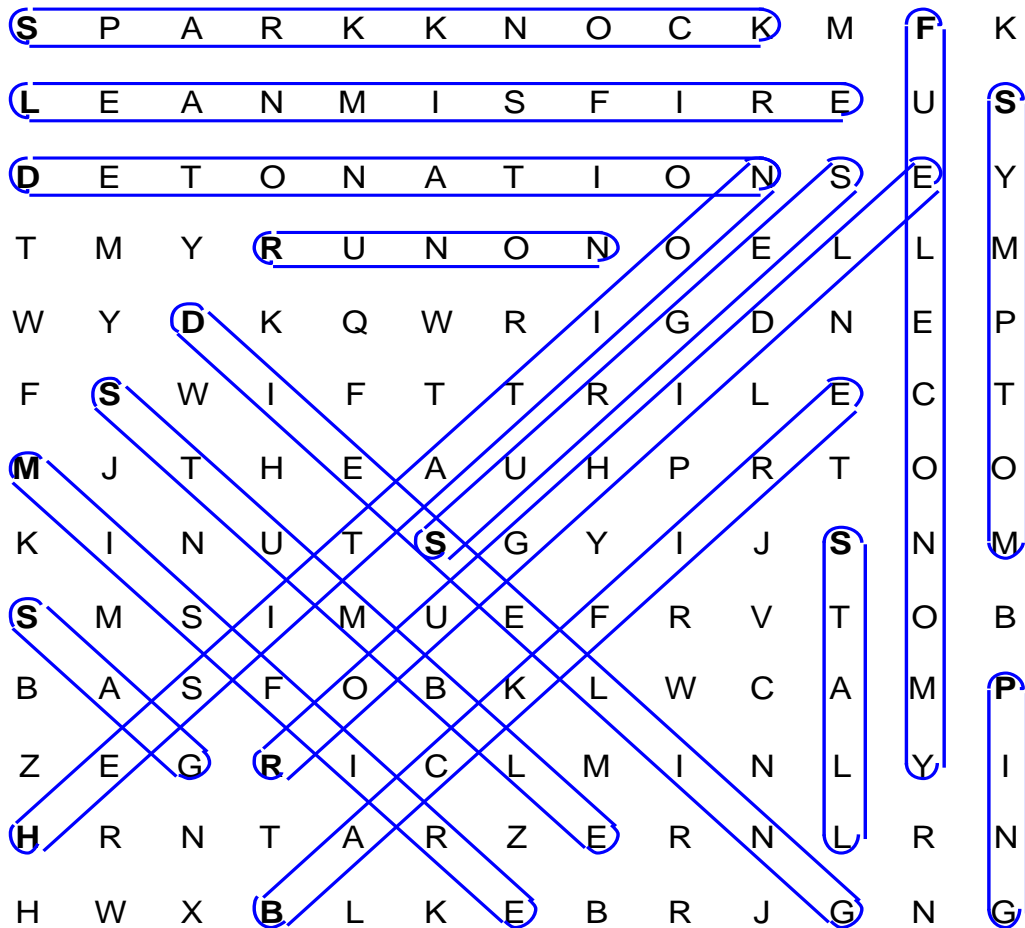 S P A R K K N O C K M F K
L E A N M I S F I R E U S
D E T O N A T I O N S E Y
T M Y R U N O N O E L L M
W Y D K Q W R I G D N E P
F S W I F T T R I L E C T
M J T H E A U H P R T O O
K I N U T S G Y I J S N M
S M S I M U E F R V T O B
B A S F O B K L W C A M P
Z E G R I C L M I N L Y I
H R N T A R Z E R N L R N
H W X B L K E B R J G N G